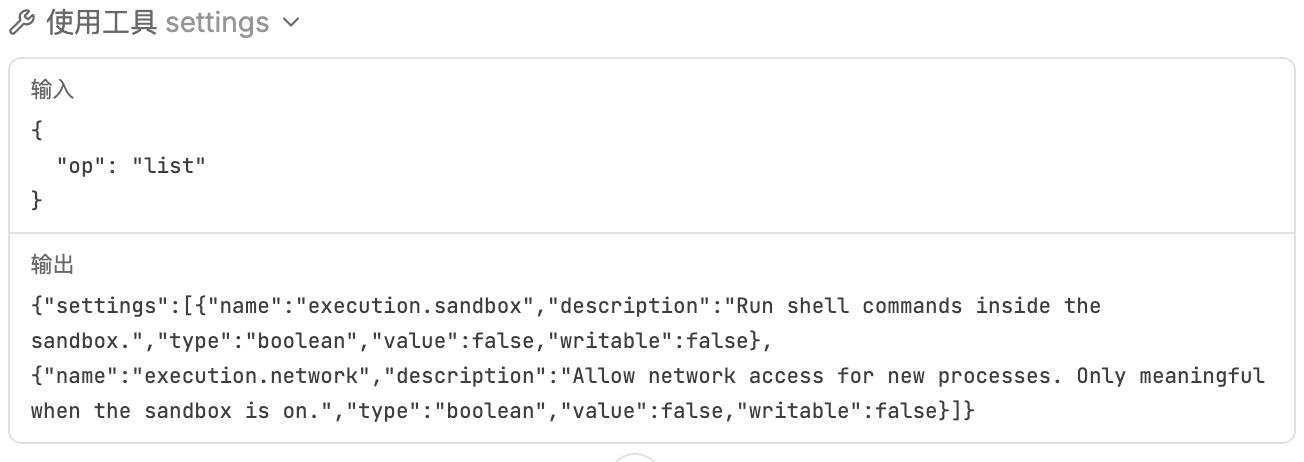 使用工具 settings
输入
{
  "op": "list"
}
输出
{"settings":[{"name":"execution.sandbox","description":"Run shell commands inside the
sandbox.","type":"boolean","value":false,"writable":false},
{"name":"execution.network","description":"Allow network access for new processes. Only meaningful
when the sandbox is on.","type":"boolean","value":false,"writable":false}]}